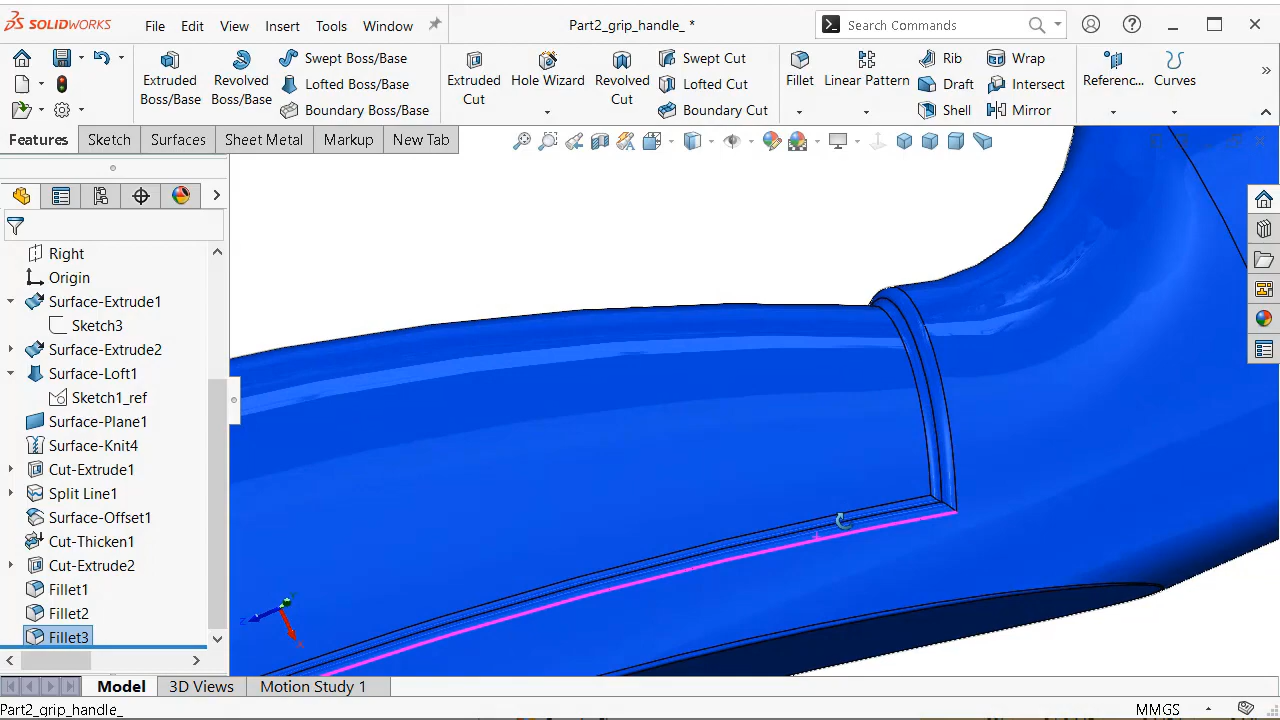 SOLIDWORKS
File Edit View Insert Tools Window
Part2_grip_handle_ *
Search Commands
Extruded Boss/Base
Revolved Boss/Base
Swept Boss/Base
Lofted Boss/Base
Boundary Boss/Base
Extruded Cut
Hole Wizard
Revolved Cut
Swept Cut
Lofted Cut
Boundary Cut
Fillet
Linear Pattern
Rib
Draft
Shell
Wrap
Intersect
Mirror
Referenc...
Curves
Features Sketch Surfaces Sheet Metal Markup New Tab
Right
Origin
Surface-Extrude1
Sketch3
Surface-Extrude2
Surface-Loft1
Sketch1_ref
Surface-Plane1
Surface-Knit4
Cut-Extrude1
Split Line1
Surface-Offset1
Cut-Thicken1
Cut-Extrude2
Fillet1
Fillet2
Fillet3
Z
X
Model 3D Views Motion Study 1
Part2_grip_handle_
MMGS